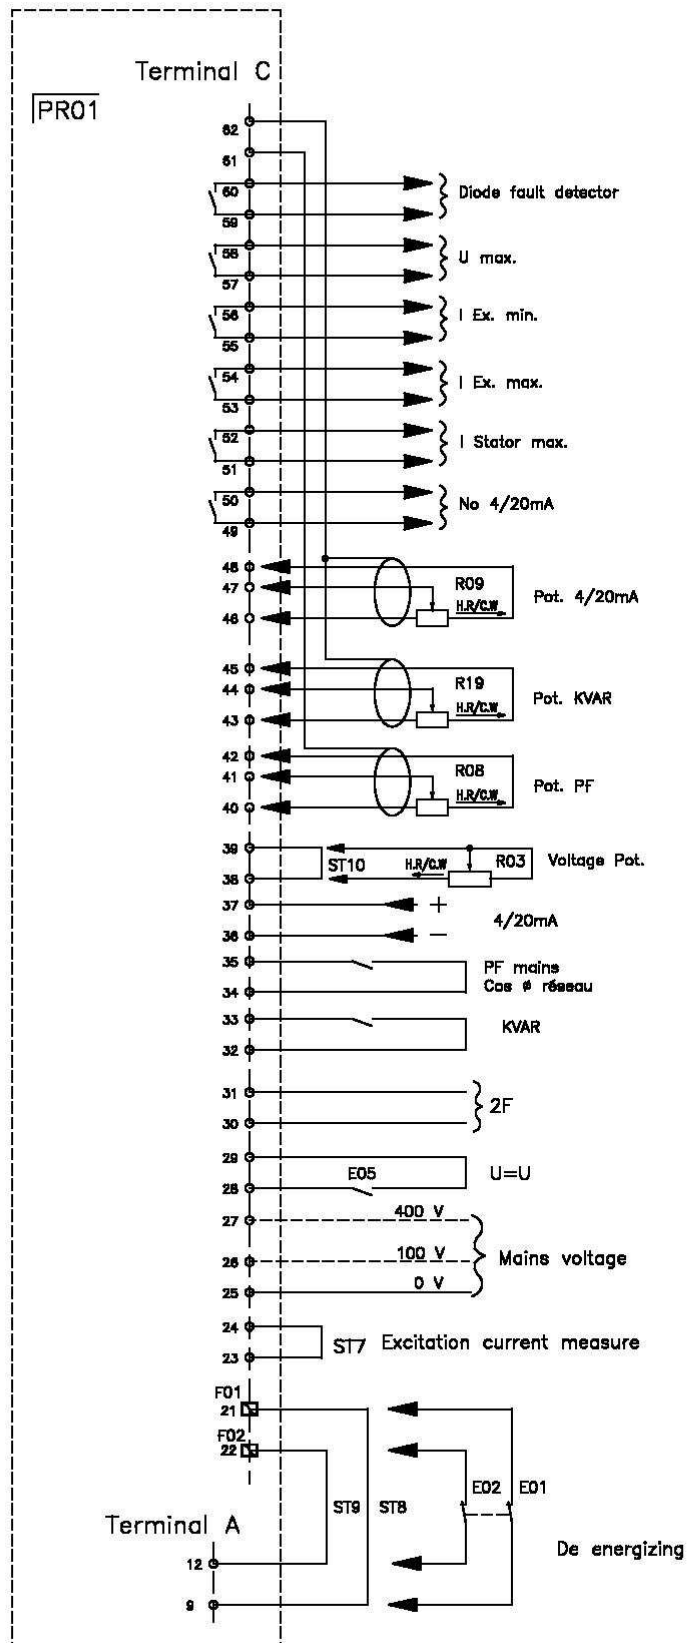 Terminal C
PR01
62
61
60
Diode fault detector
59
58
U max.
57
56
I Ex. min.
55
54
I Ex. max.
53
52
I Stator max.
51
50
No 4/20mA
49
48
47
R09
H.R/C.W
Pot. 4/20mA
46
45
44
R19
H.R/C.W
Pot. KVAR
43
42
41
R08
H.R/C.W
Pot. PF
40
39
ST10
H.R/C.W
R03
Voltage Pot.
38
37
+
4/20mA
36
−
35
PF mains
Cos ø réseau
34
33
KVAR
32
31
2F
30
29
E05
U=U
28
27
400 V
26
100 V
Mains voltage
25
0 V
24
ST7 Excitation current measure
23
F01
21
F02
22
E02 E01
ST9 ST8
Terminal A
De energizing
12
9